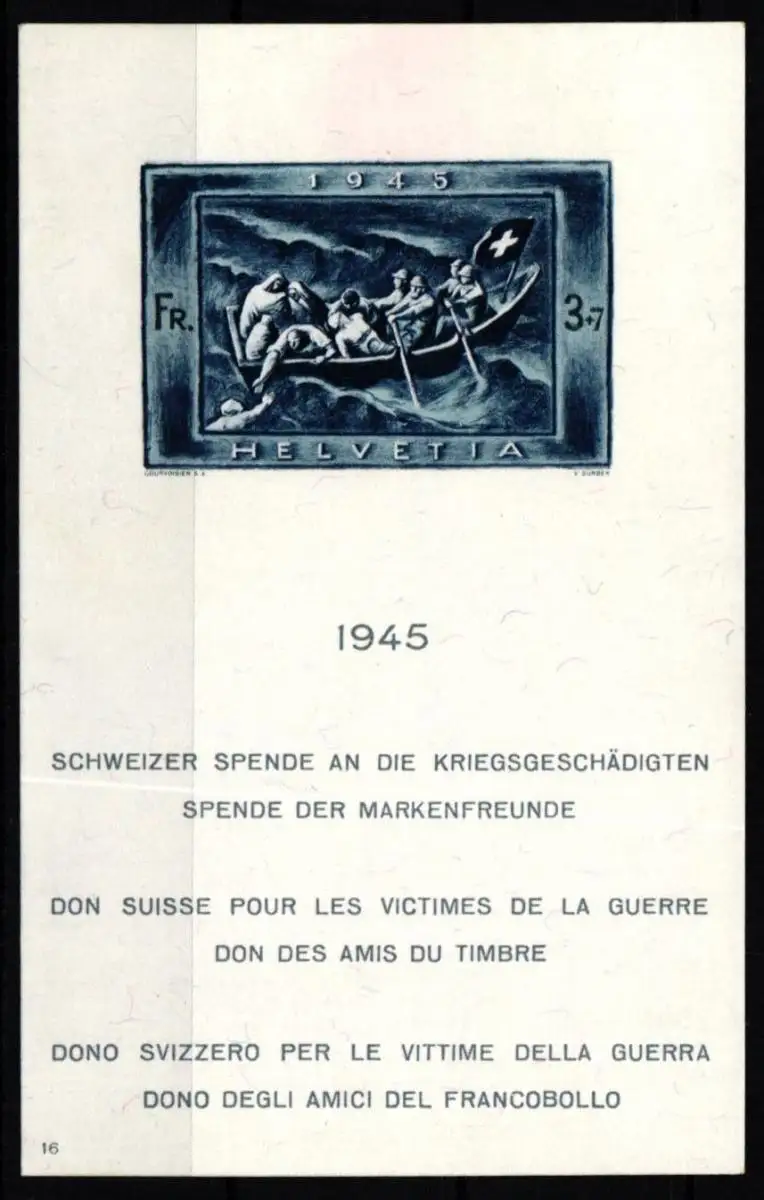 1945
FR. 3+7
HELVETIA
COURVOISIER S.A.
1945
SCHWEIZER SPENDE AN DIE KRIEGSGESCHÄDIGTEN
SPENDE DER MARKENFREUNDE
DON SUISSE POUR LES VICTIMES DE LA GUERRE
DON DES AMIS DU TIMBRE
DONO SVIZZERO PER LE VITTIME DELLA GUERRA
DONO DEGLI AMICI DEL FRANCOBOLLO
16